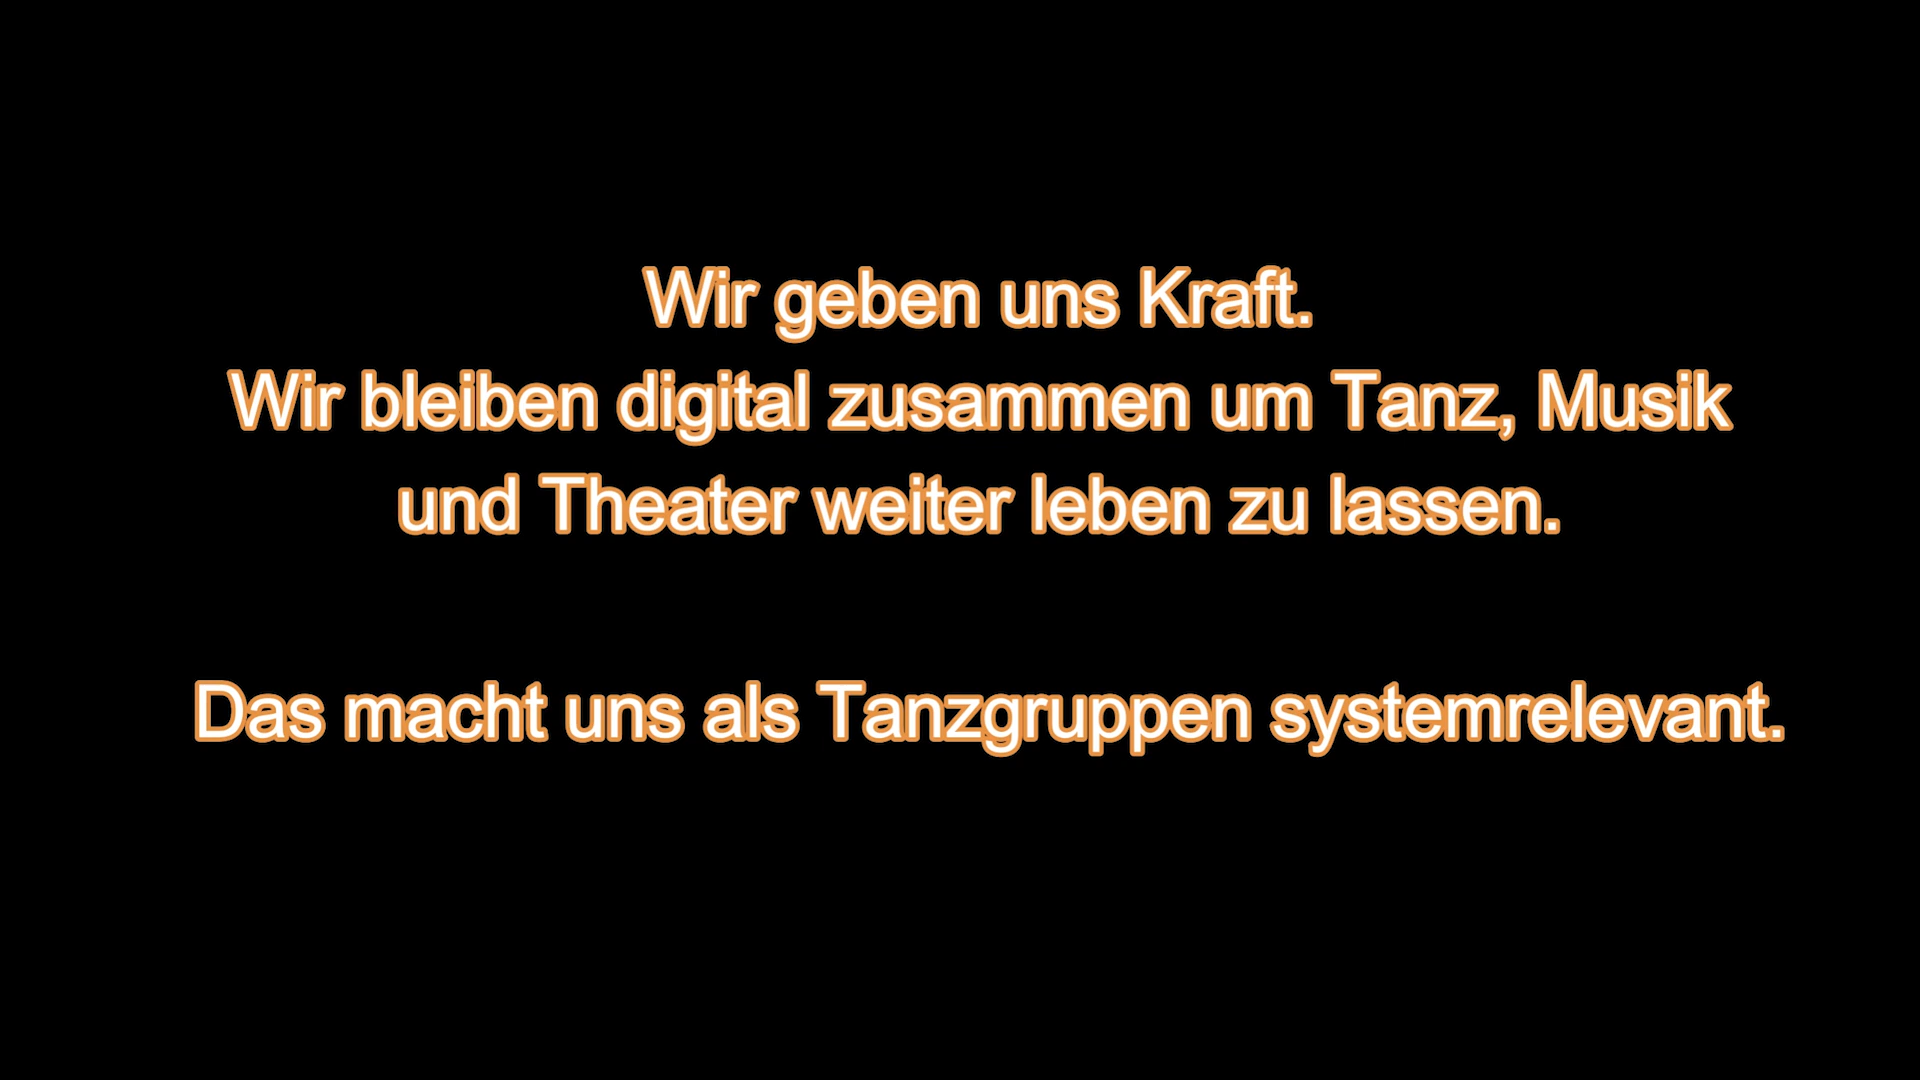 Wir geben uns Kraft.
Wir bleiben digital zusammen um Tanz, Musik
und Theater weiter leben zu lassen.
Das macht uns als Tanzgruppen systemrelevant.